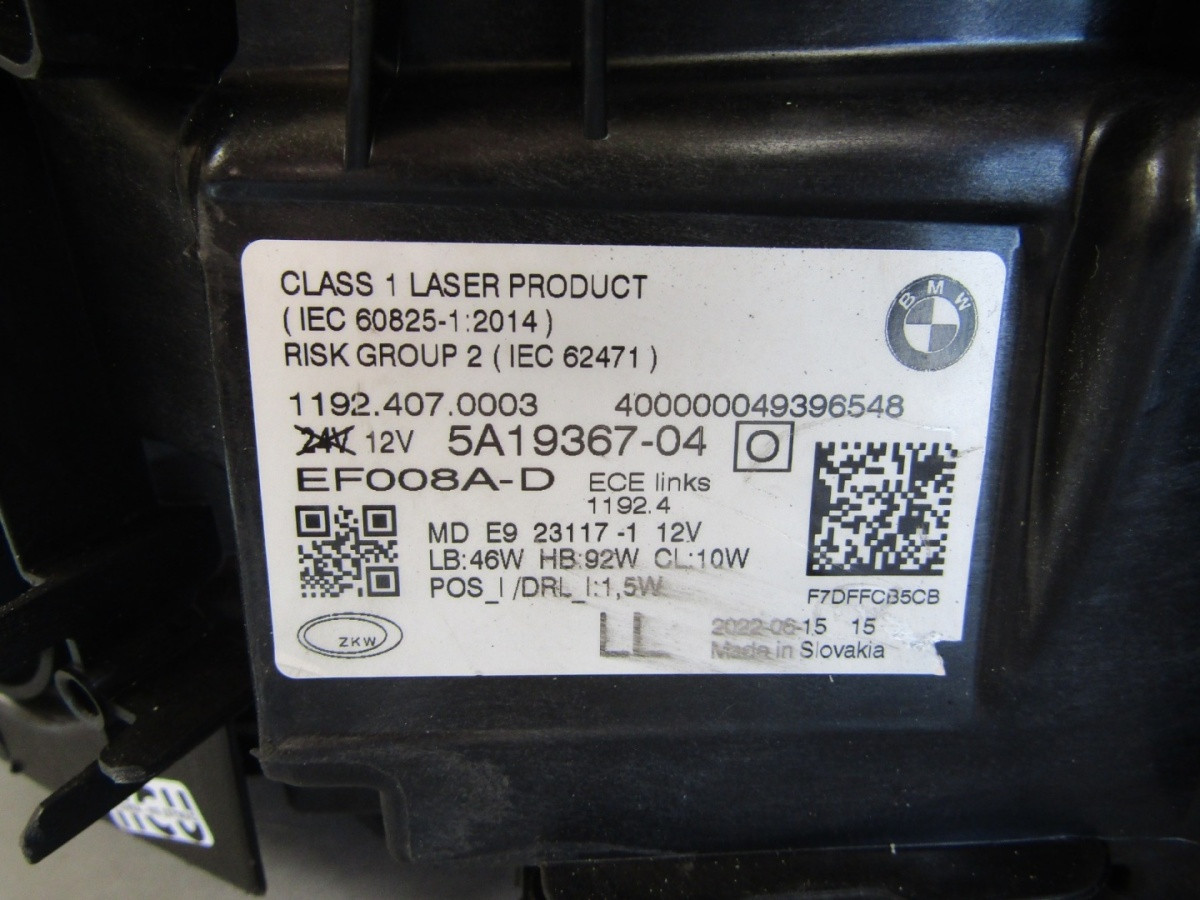 CLASS 1 LASER PRODUCT
( IEC 60825-1:2014 )
RISK GROUP 2 ( IEC 62471 )
BMW
1192.407.0003 400000049396548
24V 12V 5A19367-04 O
EF008A-D ECE links
1192.4
MD E9 23117 -1 12V
LB:46W HB:92W CL:10W
POS_I /DRL_I:1,5W
F7DFFCB5CB
ZKW
LL 2022-06-15 15
Made in Slovakia